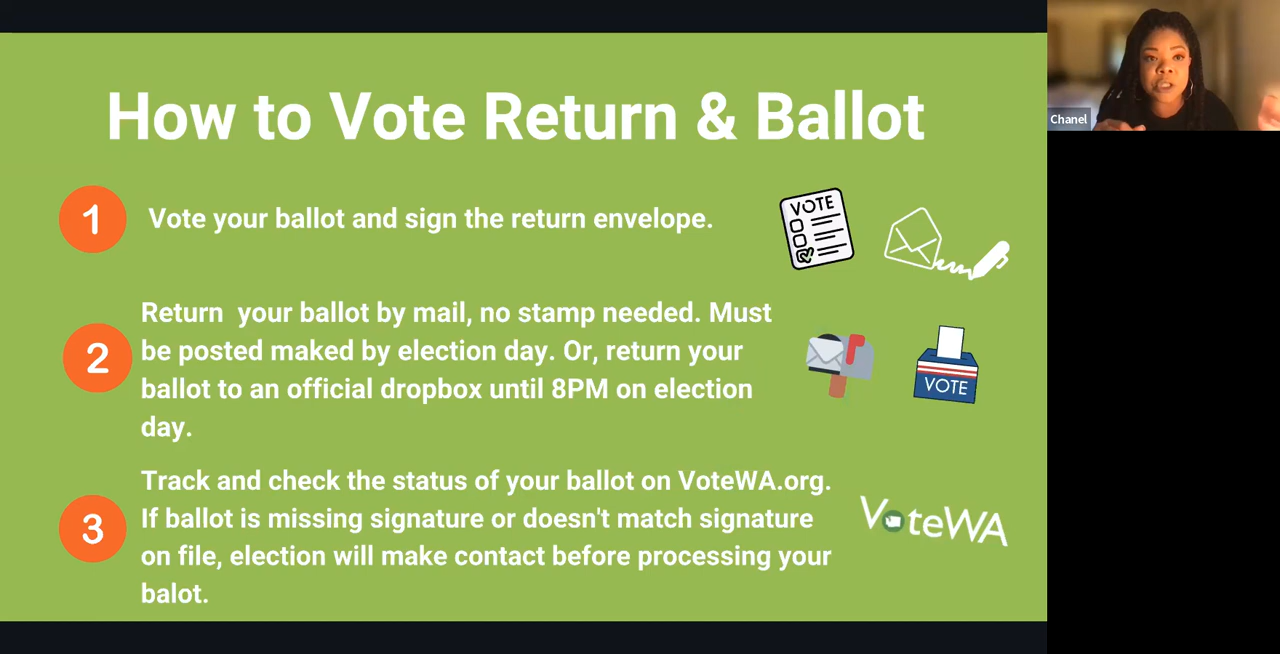 How to Vote Return & Ballot
1
Vote your ballot and sign the return envelope.
VOTE
2
Return your ballot by mail, no stamp needed. Must
be posted maked by election day. Or, return your
ballot to an official dropbox until 8PM on election
day.
VOTE
3
Track and check the status of your ballot on VoteWA.org.
If ballot is missing signature or doesn't match signature
on file, election will make contact before processing your
balot.
VoteWA
Chanel